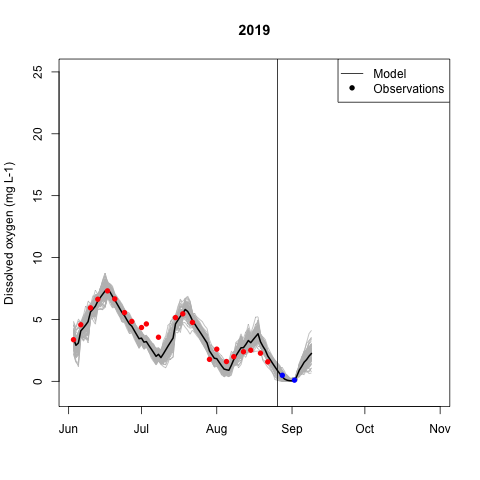 2019
Model
Observations
Dissolved oxygen (mg L-1)
25
20
15
10
5
0
Jun Jul Aug Sep Oct Nov